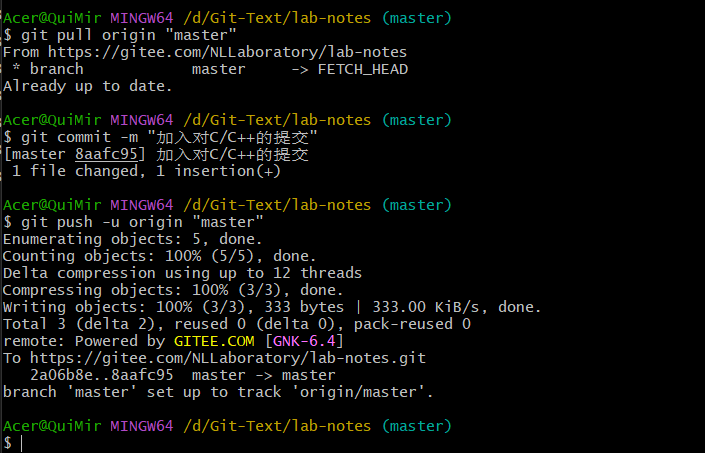 Acer@QuiMir MINGW64 /d/Git-Text/lab-notes (master)
$ git pull origin "master"
From https://gitee.com/NLLaboratory/lab-notes
 * branch            master     -> FETCH_HEAD
Already up to date.
Acer@QuiMir MINGW64 /d/Git-Text/lab-notes (master)
$ git commit -m "加入对C/C++的提交"
[master 8aafc95] 加入对C/C++的提交
 1 file changed, 1 insertion(+)
Acer@QuiMir MINGW64 /d/Git-Text/lab-notes (master)
$ git push -u origin "master"
Enumerating objects: 5, done.
Counting objects: 100% (5/5), done.
Delta compression using up to 12 threads
Compressing objects: 100% (3/3), done.
Writing objects: 100% (3/3), 333 bytes | 333.00 KiB/s, done.
Total 3 (delta 2), reused 0 (delta 0), pack-reused 0
remote: Powered by GITEE.COM [GNK-6.4]
To https://gitee.com/NLLaboratory/lab-notes.git
   2a06b8e..8aafc95  master -> master
branch 'master' set up to track 'origin/master'.
Acer@QuiMir MINGW64 /d/Git-Text/lab-notes (master)
$